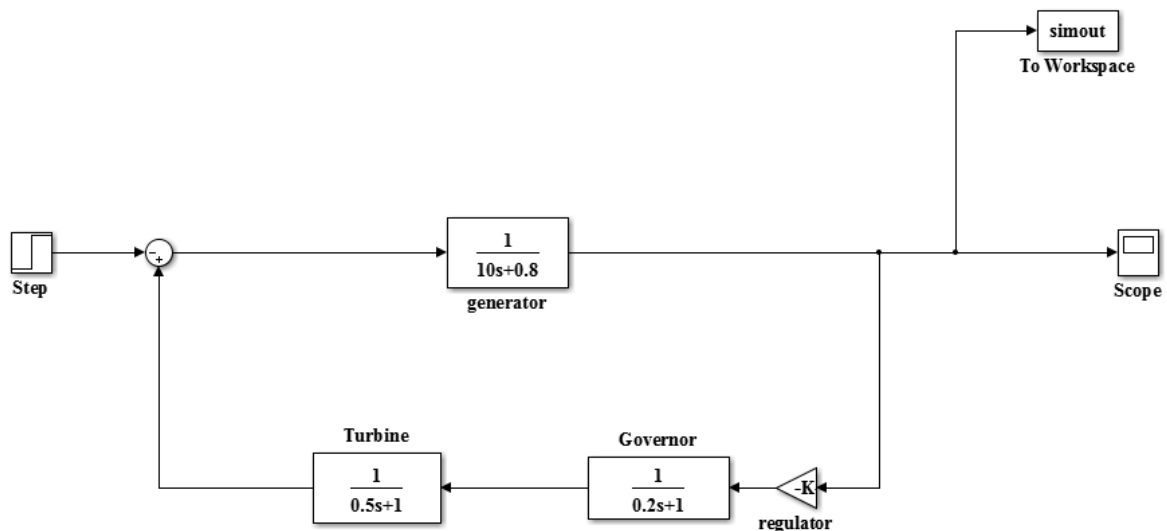 simout
To Workspace
Step
-
+
1
10s+0.8
generator
Scope
Turbine
1
0.5s+1
Governor
1
0.2s+1
-K
regulator